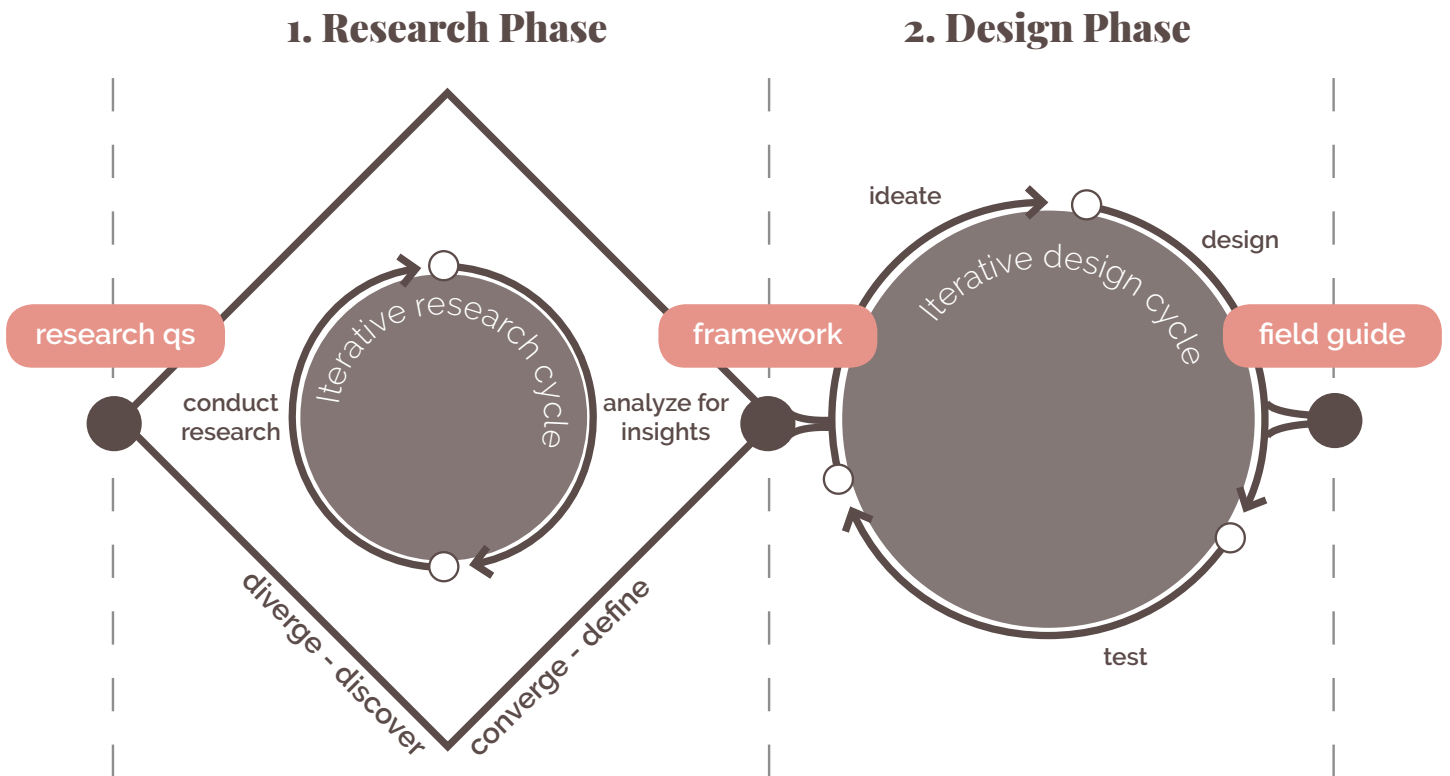 1. Research Phase
2. Design Phase
research qs
conduct
research
Iterative research cycle
analyze for
insights
diverge - discover
converge - define
framework
ideate
design
Iterative design cycle
field guide
test